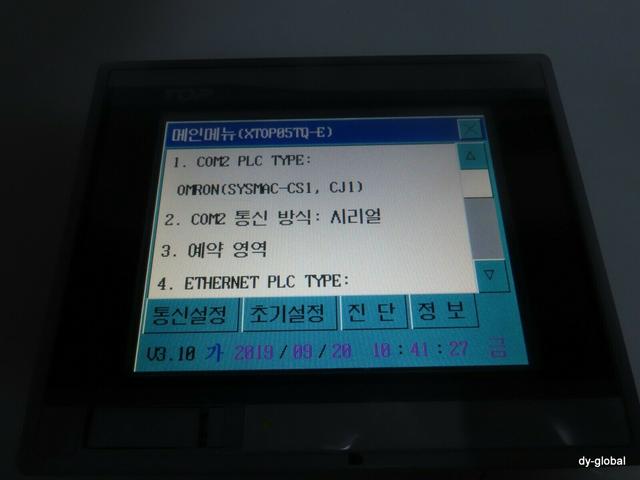 TOP
메인메뉴(XTOP05TQ-E)
1. COM2 PLC TYPE:
OMRON(SYSMAC-CS1, CJ1)
2. COM2 통신 방식: 시리얼
3. 예약 영역
4. ETHERNET PLC TYPE:
통신설정 초기설정 진 단 정 보
V3.10 가 2019/09/20 10:41:27 금
dy-global